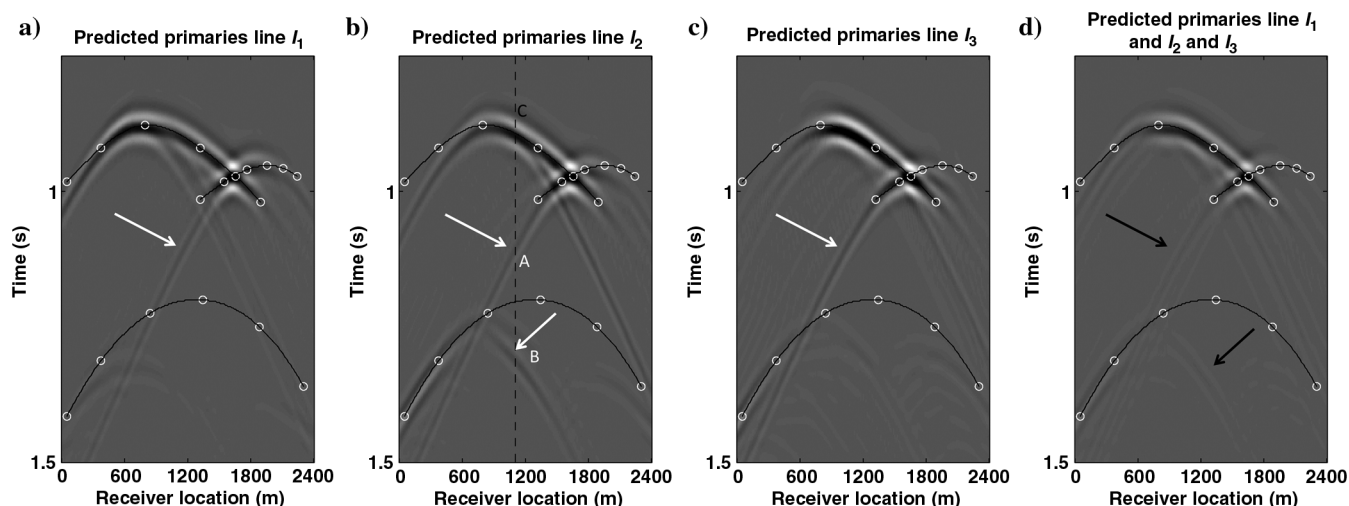 a)
Predicted primaries line l1
Time (s)
1
1.5
0 600 1200 1800 2400
Receiver location (m)
b)
Predicted primaries line l2
C
A
B
Time (s)
1
1.5
0 600 1200 1800 2400
Receiver location (m)
c)
Predicted primaries line l3
Time (s)
1
1.5
0 600 1200 1800 2400
Receiver location (m)
d)
Predicted primaries line l1
and l2 and l3
Time (s)
1
1.5
0 600 1200 1800 2400
Receiver location (m)